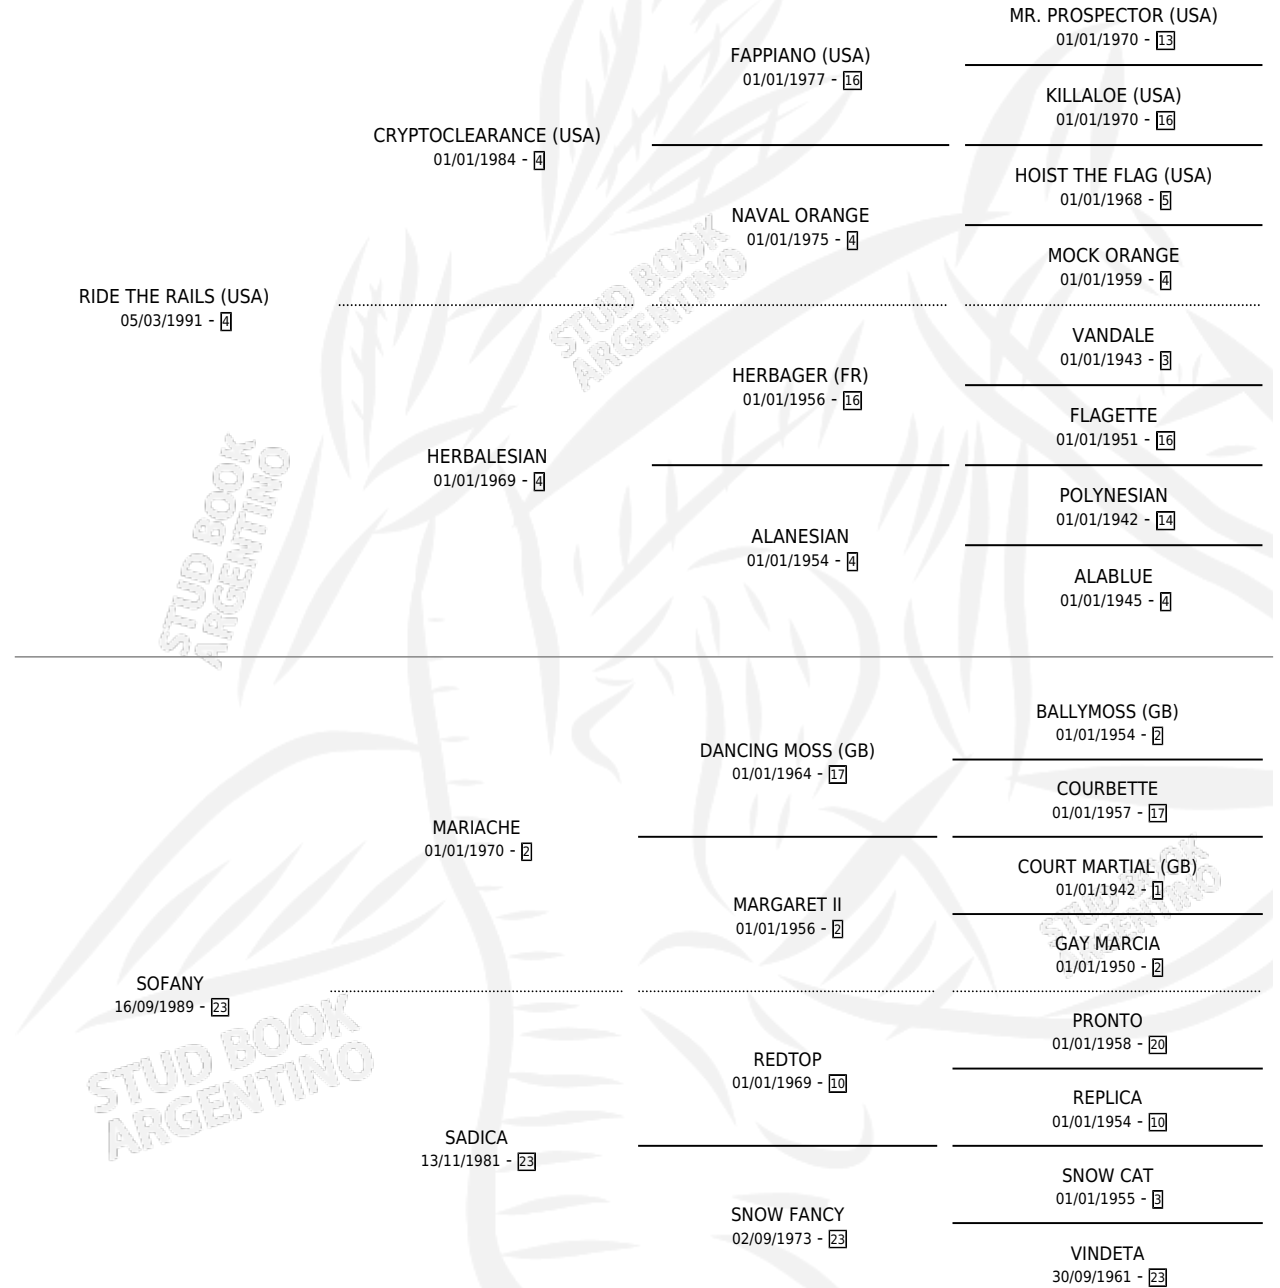 MR. PROSPECTOR (USA)
01/01/1970 - 13
FAPPIANO (USA)
01/01/1977 - 16
KILLALOE (USA)
01/01/1970 - 16
CRYPTOCLEARANCE (USA)
01/01/1984 - 4
HOIST THE FLAG (USA)
01/01/1968 - 5
NAVAL ORANGE
01/01/1975 - 4
MOCK ORANGE
01/01/1959 - 4
RIDE THE RAILS (USA)
05/03/1991 - 4
VANDALE
01/01/1943 - 3
HERBAGER (FR)
01/01/1956 - 16
FLAGETTE
01/01/1951 - 16
HERBALESIAN
01/01/1969 - 4
POLYNESIAN
01/01/1942 - 14
ALANESIAN
01/01/1954 - 4
ALABLUE
01/01/1945 - 4
STUD BOOK
ARGENTINO
STUD BOOK
ARGENTINO
BALLYMOSS (GB)
01/01/1954 - 2
DANCING MOSS (GB)
01/01/1964 - 17
COURBETTE
01/01/1957 - 17
MARIACHE
01/01/1970 - 2
COURT MARTIAL (GB)
01/01/1942 - 1
MARGARET II
01/01/1956 - 2
GAY MARCIA
01/01/1950 - 2
SOFANY
16/09/1989 - 23
PRONTO
01/01/1958 - 20
REDTOP
01/01/1969 - 10
REPLICA
01/01/1954 - 10
SADICA
13/11/1981 - 23
SNOW CAT
01/01/1955 - 3
SNOW FANCY
02/09/1973 - 23
VINDETA
30/09/1961 - 23
STUD BOOK
ARGENTINO
STUD BOOK
ARGENTINO